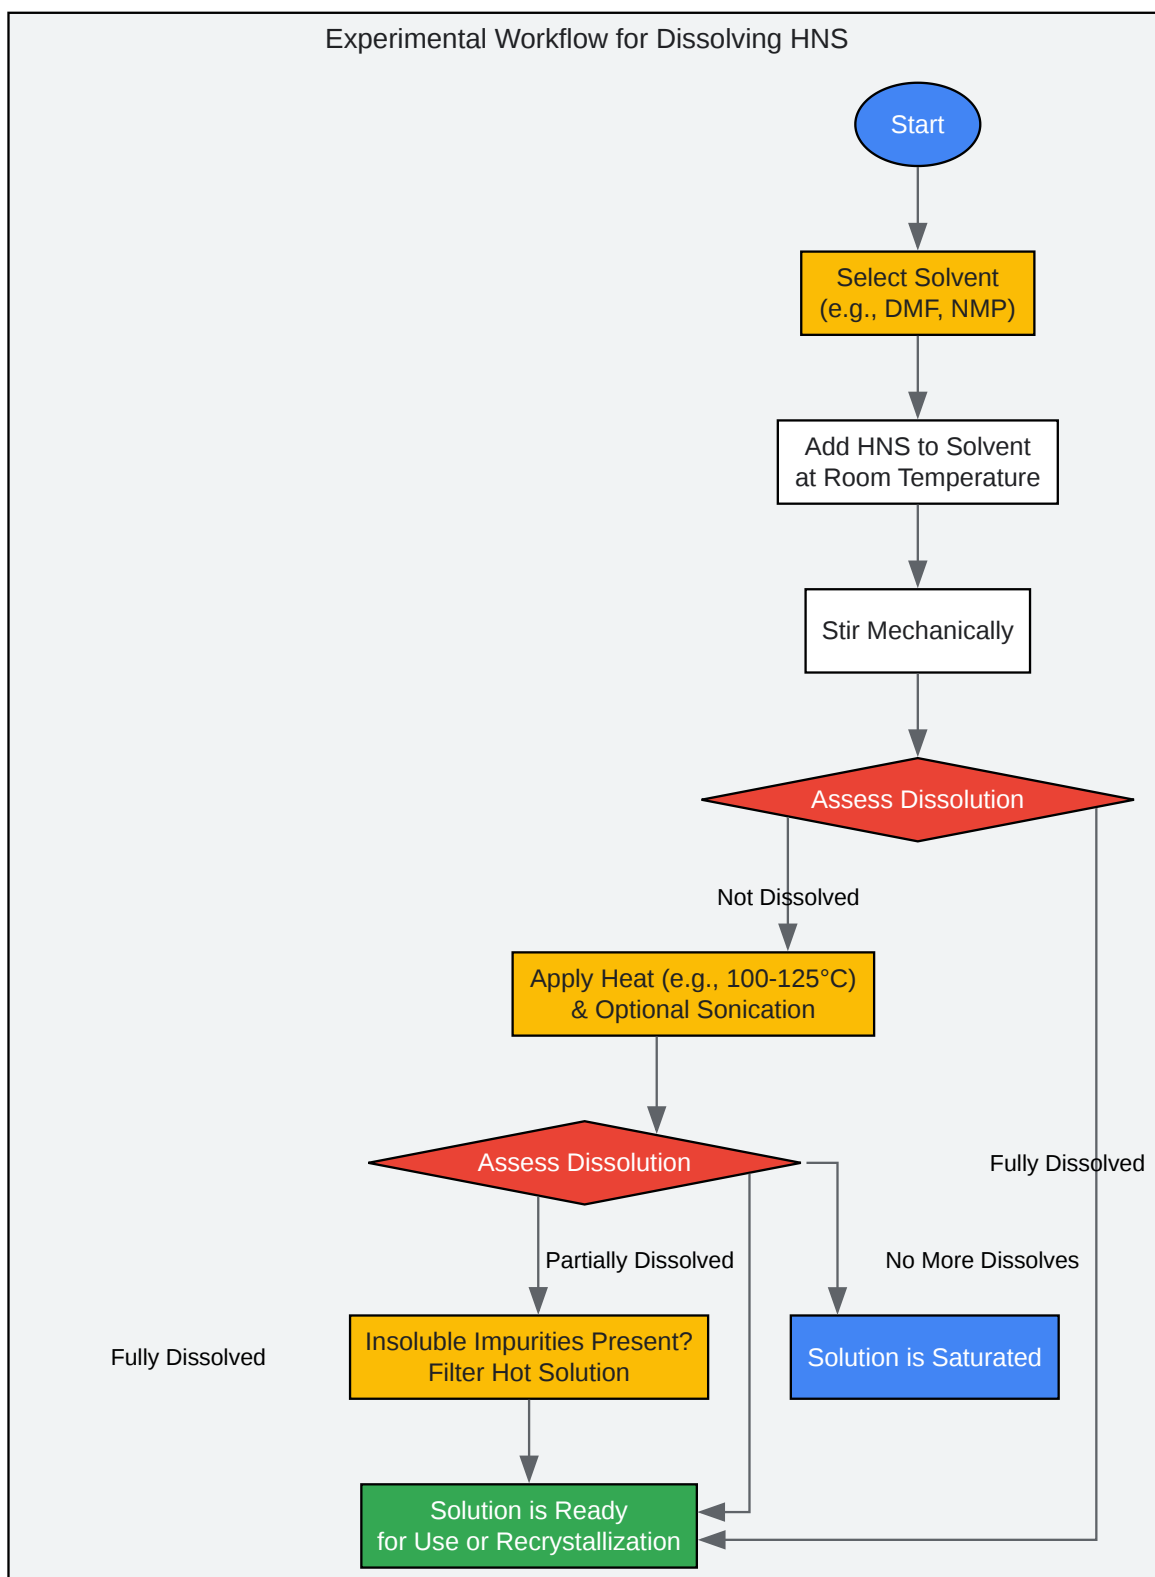 Experimental Workflow for Dissolving HNS
Start
Select Solvent
(e.g., DMF, NMP)
Add HNS to Solvent
at Room Temperature
Stir Mechanically
Assess Dissolution
Not Dissolved
Apply Heat (e.g., 100-125°C)
& Optional Sonication
Assess Dissolution
Fully Dissolved
Partially Dissolved
No More Dissolves
Insoluble Impurities Present?
Filter Hot Solution
Fully Dissolved
Solution is Saturated
Solution is Ready
for Use or Recrystallization